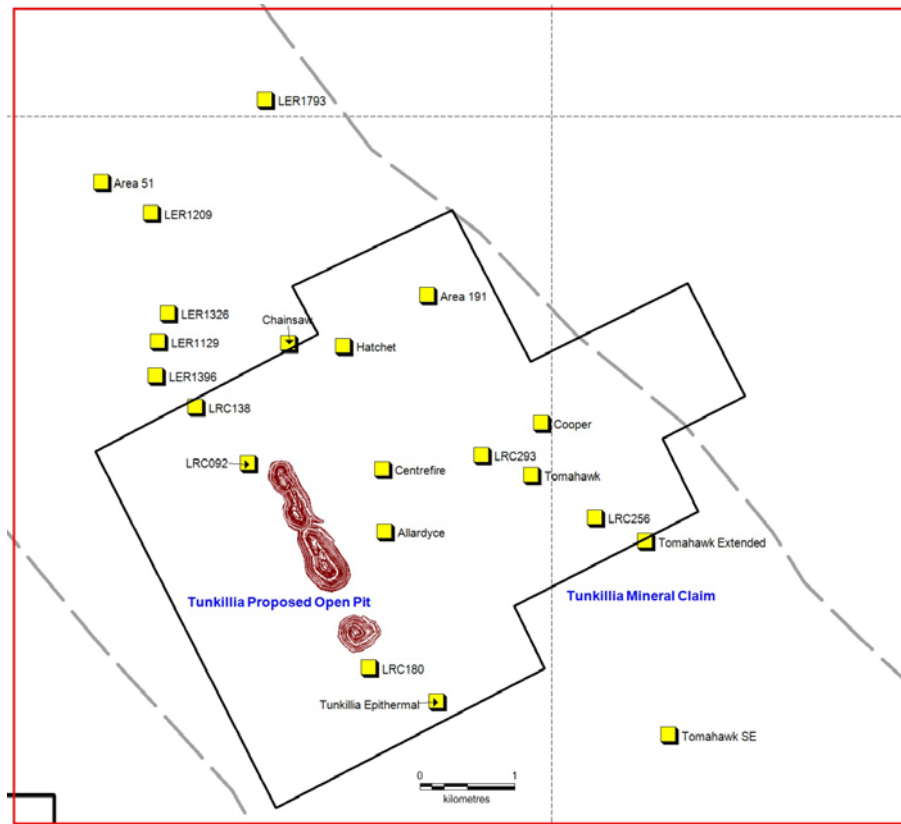 LER1793
Area 51
LER1209
Area 191
LER1326
Chainsaw
LER1129
Hatchet
LER1396
LRC138
Cooper
LRC092
Centrefire
LRC293
Tomahawk
LRC256
Allardyce
Tomahawk Extended
Tunkillia Proposed Open Pit
Tunkillia Mineral Claim
LRC180
Tunkillia Epithermal
Tomahawk SE
0 1
kilometres